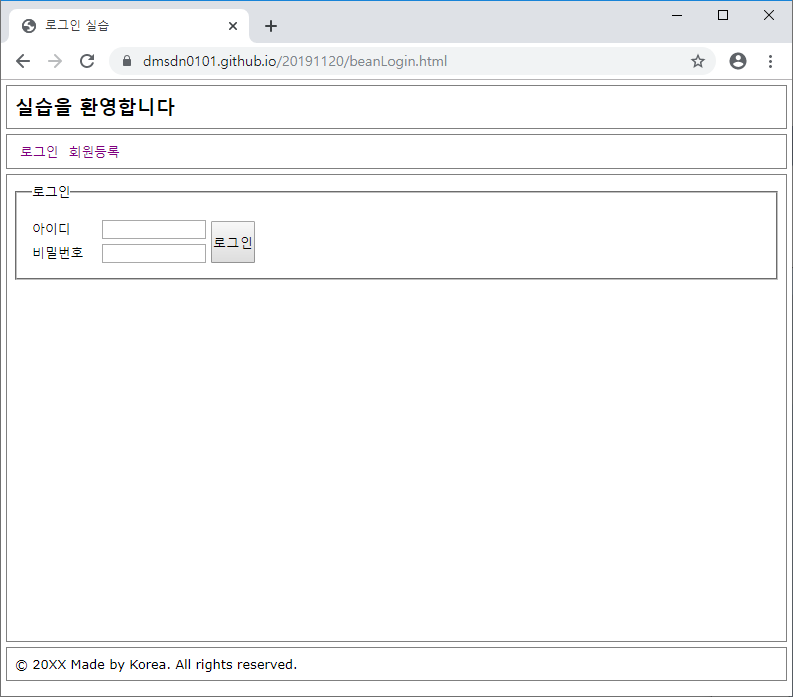 로그인 실습
dmsdn0101.github.io/20191120/beanLogin.html
실습을 환영합니다
로그인 회원등록
로그인
아이디
비밀번호
로그인
© 20XX Made by Korea. All rights reserved.